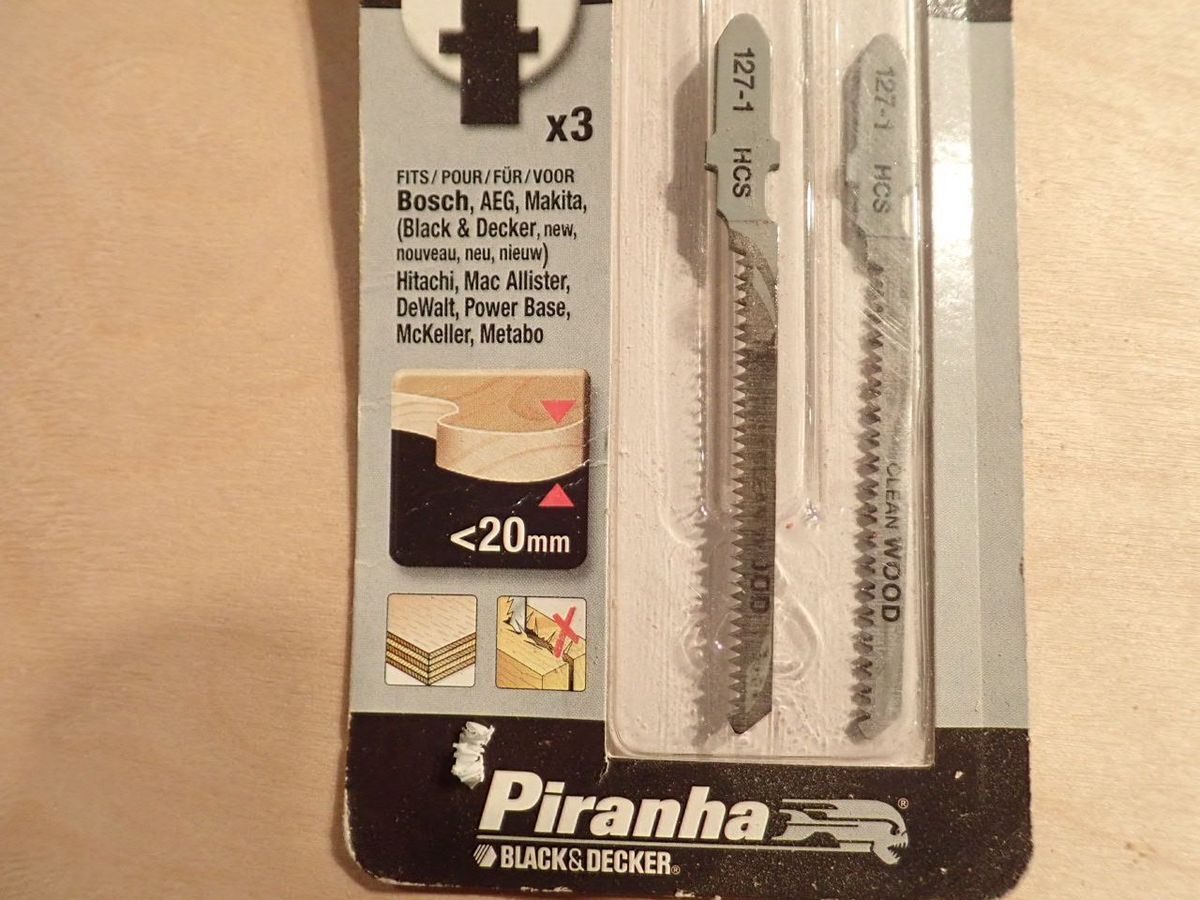 x3
FITS/POUR/FÜR/VOOR
Bosch, AEG, Makita,
(Black & Decker, new,
nouveau, neu, nieuw)
Hitachi, Mac Allister,
DeWalt, Power Base,
McKeller, Metabo
<20mm
127-1 HCS
127-1 HCS
CLEAN WOOD
Piranha®
BLACK&DECKER®